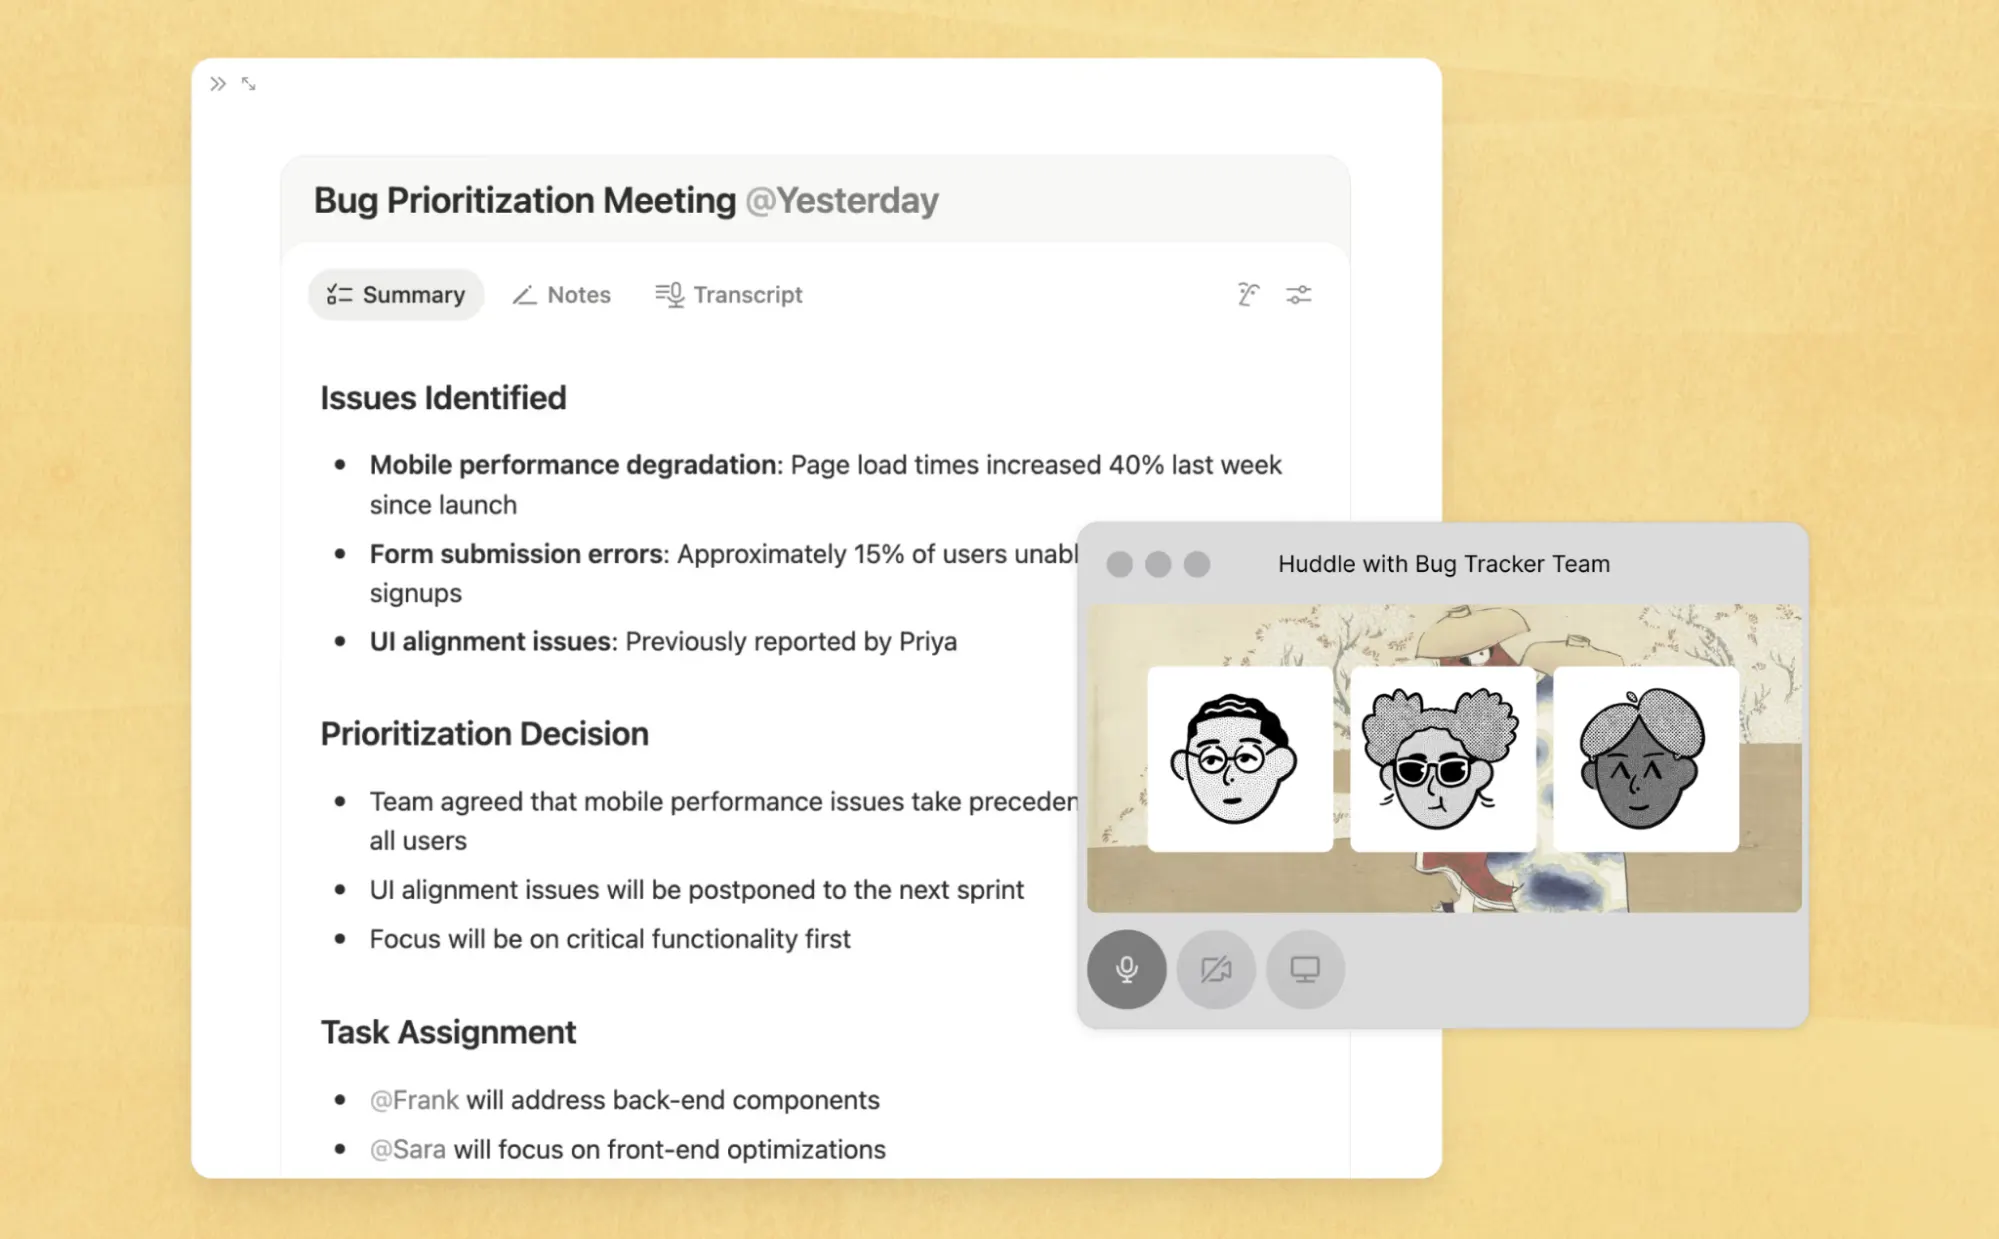 Bug Prioritization Meeting @Yesterday
Summary
Notes
Transcript
Issues Identified
Mobile performance degradation: Page load times increased 40% last week
since launch
Form submission errors: Approximately 15% of users
signups
UI alignment issues: Previously reported by Priya
Prioritization Decision
Team agreed that mobile performance issues take
all users
UI alignment issues will be postponed to the next sprint
Focus will be on critical functionality first
Task Assignment
@Frank will address back-end components
@Sara will focus on front-end optimizations
Huddle with Bug Tracker Team